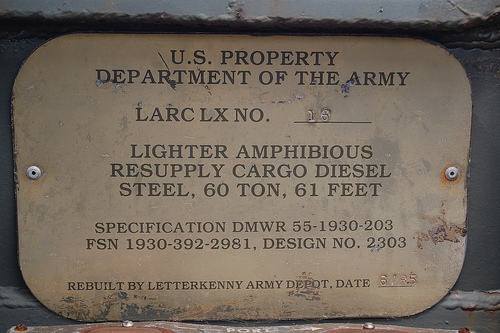 U.S. PROPERTY
DEPARTMENT OF THE ARMY
LARC LX NO.
LIGHTER AMPHIBIOUS
RESUPPLY CARGO DIESEL
STEEL, 60 TON, 61 FEET
SPECIFICATION DMWR 55-1930-203
FSN 1930-392-2981, DESIGN NO. 2303
REBUILT BY LETTERKENNY ARMY DEPOT, DATE
PORT